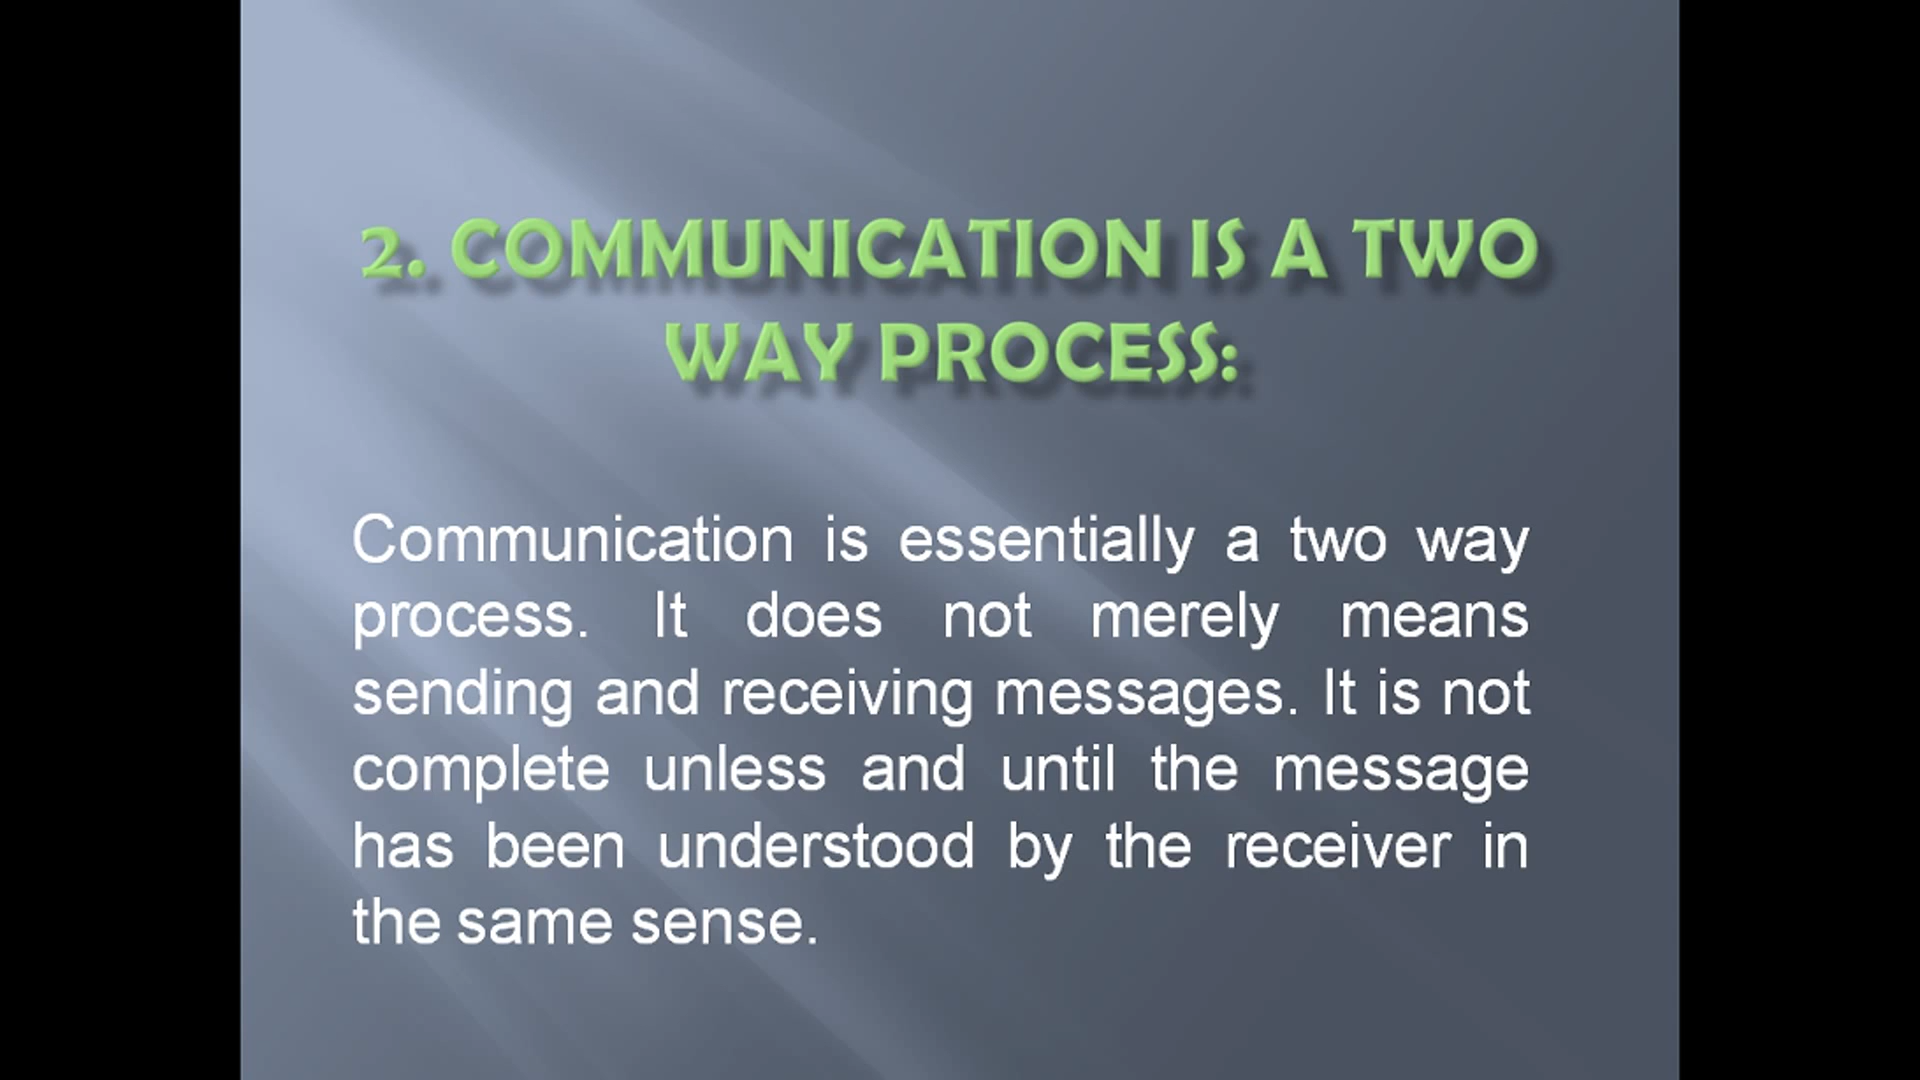 2. COMMUNICATION IS A TWO
WAY PROCESS:
Communication is essentially a two way
process. It does not merely means
sending and receiving messages. It is not
complete unless and until the message
has been understood by the receiver in
the same sense.